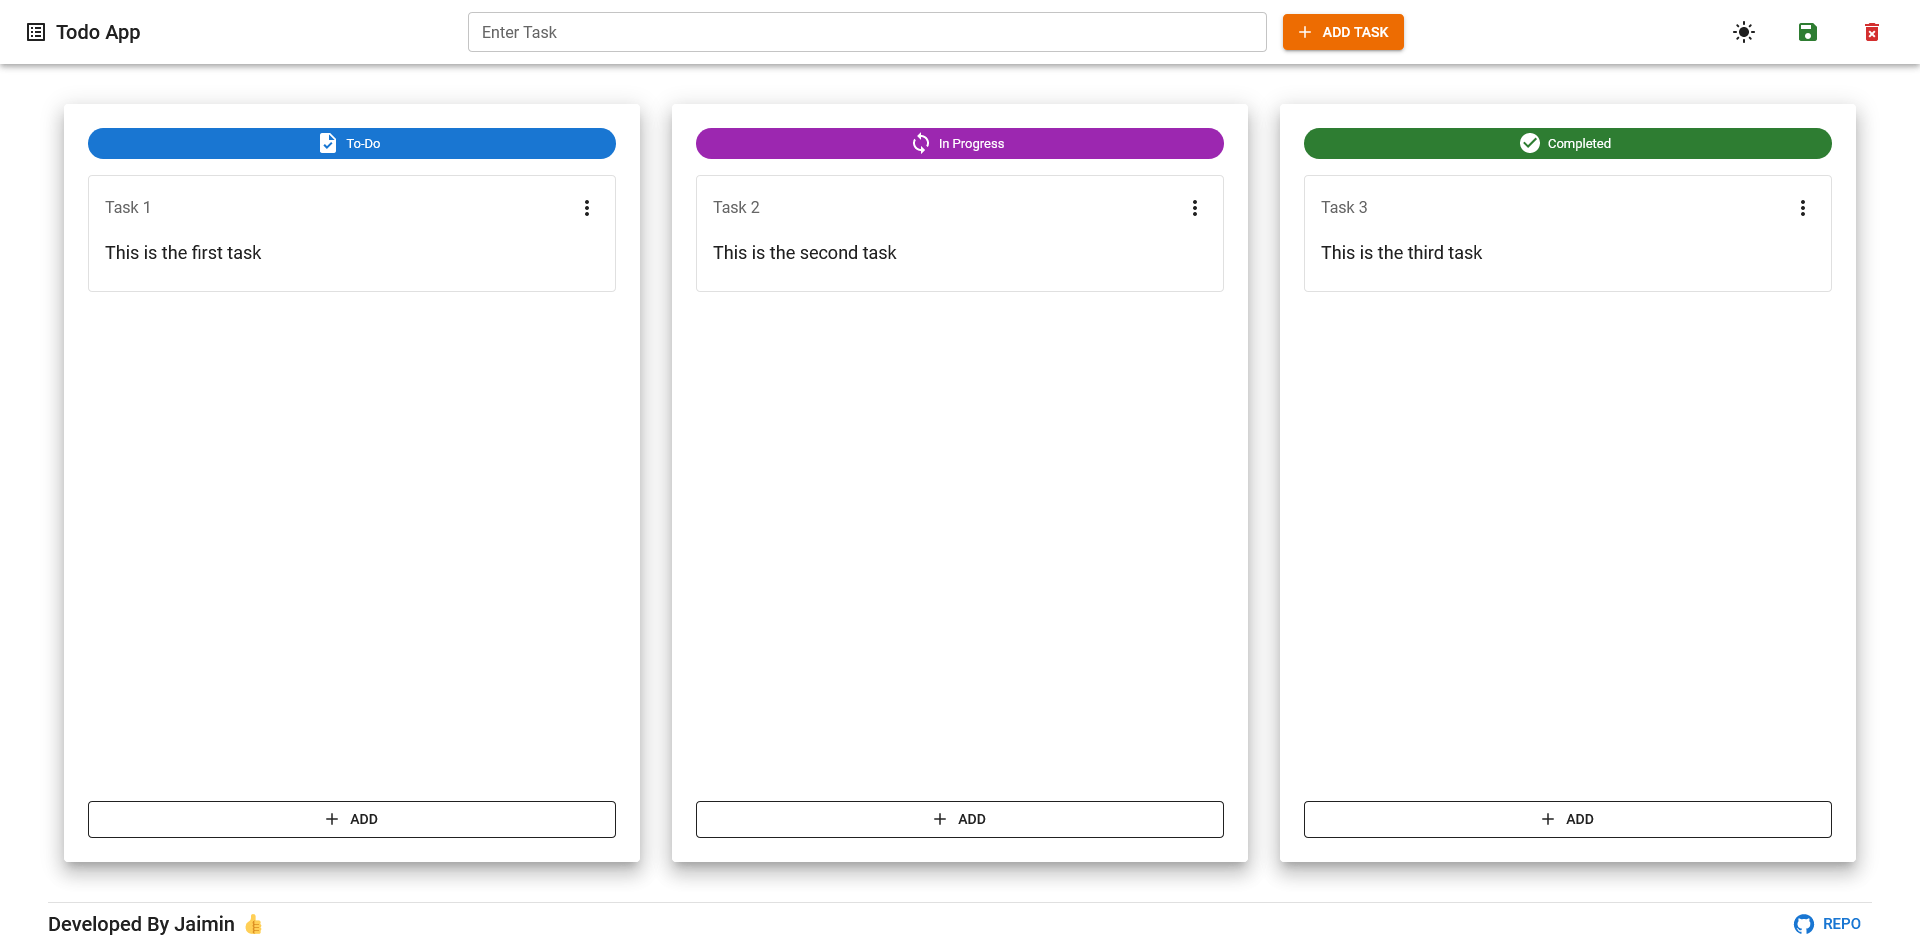 Todo App
Enter Task
ADD TASK
To-Do
Task 1
This is the first task
ADD
In Progress
Task 2
This is the second task
ADD
Completed
Task 3
This is the third task
ADD
Developed By Jaimin 👍
REPO